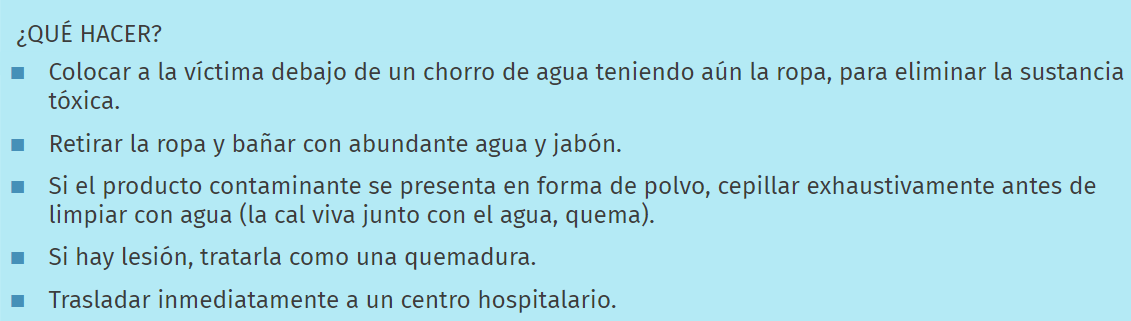 ¿QUÉ HACER?
■ Colocar a la víctima debajo de un chorro de agua teniendo aún la ropa, para eliminar la sustancia
tóxica.
■ Retirar la ropa y bañar con abundante agua y jabón.
■ Si el producto contaminante se presenta en forma de polvo, cepillar exhaustivamente antes de
limpiar con agua (la cal viva junto con el agua, quema).
■ Si hay lesión, tratarla como una quemadura.
■ Trasladar inmediatamente a un centro hospitalario.